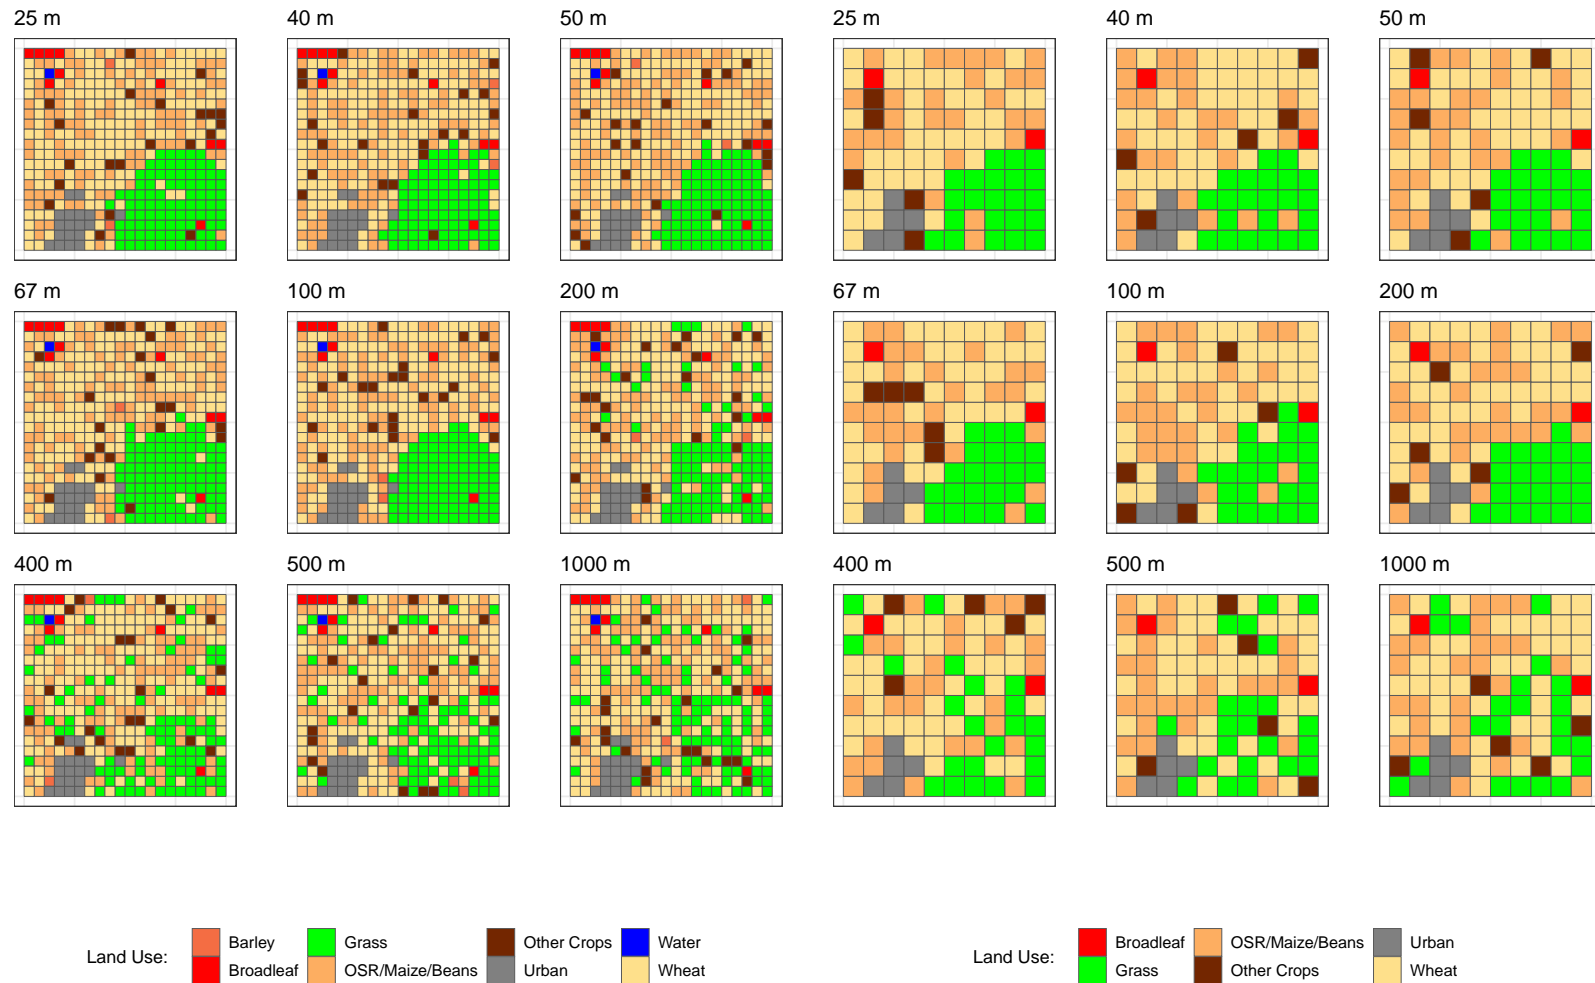 25 m 40 m 50 m 25 m 40 m 50 m
67 m 100 m 200 m 67 m 100 m 200 m
400 m 500 m 1000 m 400 m 500 m 1000 m
Land Use:
Barley Grass Other Crops Water
Broadleaf OSR/Maize/Beans Urban Wheat
Land Use:
Broadleaf OSR/Maize/Beans Urban
Grass Other Crops Wheat